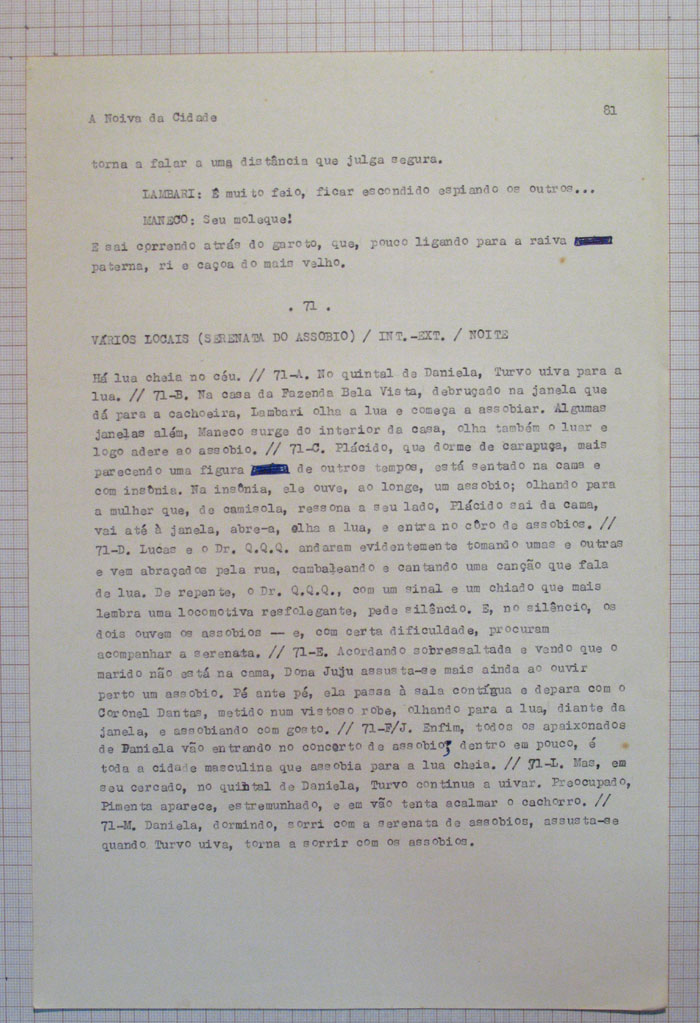 A Noiva da Cidade
81
torna a falar a uma distância que julga segura.
LAMBARI: É muito feio, ficar escondido espiando os outros...
MANECO: Seu moleque!
E sai correndo atrás do garoto, que, pouco ligando para a raiva
paterna, ri e caçoa do mais velho.
. 71 .
VÁRIOS LOCAIS (SERENATA DO ASSOBIO) / INT.-EXT. / NOITE
Há lua cheia no céu. // 71-A. No quintal de Daniela, Turvo uiva para a
lua. // 71-B. Na casa da Fazenda Bela Vista, debruçado na janela que
dá para a cachoeira, Lambari olha a lua e começa a assobiar. Algumas
janelas além, Maneco surge do interior da casa, olha também o luar e
logo adere ao assobio. // 71-C. Plácido, que dorme de carapuça, mais
parecendo uma figura de outros tempos, está sentado na cama e
com insônia. Na insônia, ele ouve, ao longe, um assobio; olhando para
a mulher que, de camisola, ressona a seu lado, Plácido sai da cama,
vai até à janela, abre-a, olha a lua, e entra no côro de assobios. //
71-D. Lucas e o Dr. Q.Q.Q. andaram evidentemente tomando umas e outras
e vem abraçados pela rua, cambaleando e cantando uma canção que fala
de lua. De repente, o Dr. Q.Q.Q., com um sinal e um chiado que mais
lembra uma locomotiva resfolegante, pede silêncio. E, no silêncio, os
dois ouvem os assobios — e, com certa dificuldade, procuram
acompanhar a serenata. // 71-E. Acordando sobressaltada e vendo que o
marido não está na cama, Dona Juju assusta-se mais ainda ao ouvir
perto um assobio. Pé ante pé, ela passa à sala contígua e depara com o
Coronel Dantas, metido num vistoso robe, olhando para a lua, diante da
janela, e assobiando com gosto. // 71-F/J. Enfim, todos os apaixonados
de Daniela vão entrando no concerto de assobio; dentro em pouco, é
toda a cidade masculina que assobia para a lua cheia. // 71-L. Mas, em
seu cercado, no quintal de Daniela, Turvo continua a uivar. Preocupado,
Pimenta aparece, estremunhado, e em vão tenta acalmar o cachorro. //
71-M. Daniela, dormindo, sorri com a serenata de assobios, assusta-se
quando Turvo uiva, torna a sorrir com os assobios.